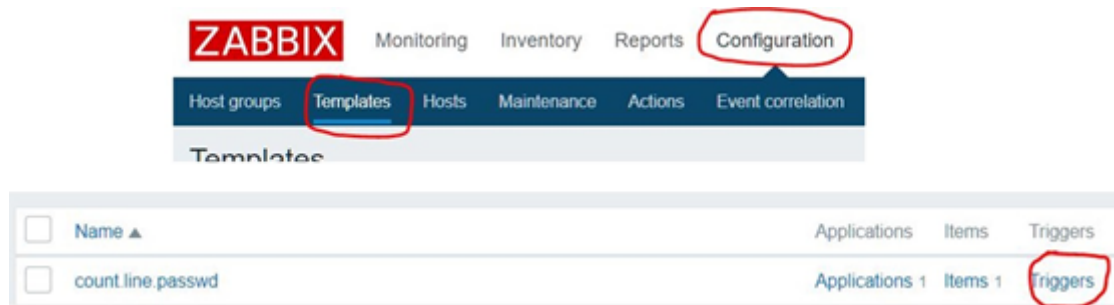 ZABBIX Monitoring Inventory Reports Configuration
Host groups Templates Hosts Maintenance Actions Event correlation
Templates
Name ▲ Applications Items Triggers
count.line.passwd Applications 1 Items 1 Triggers